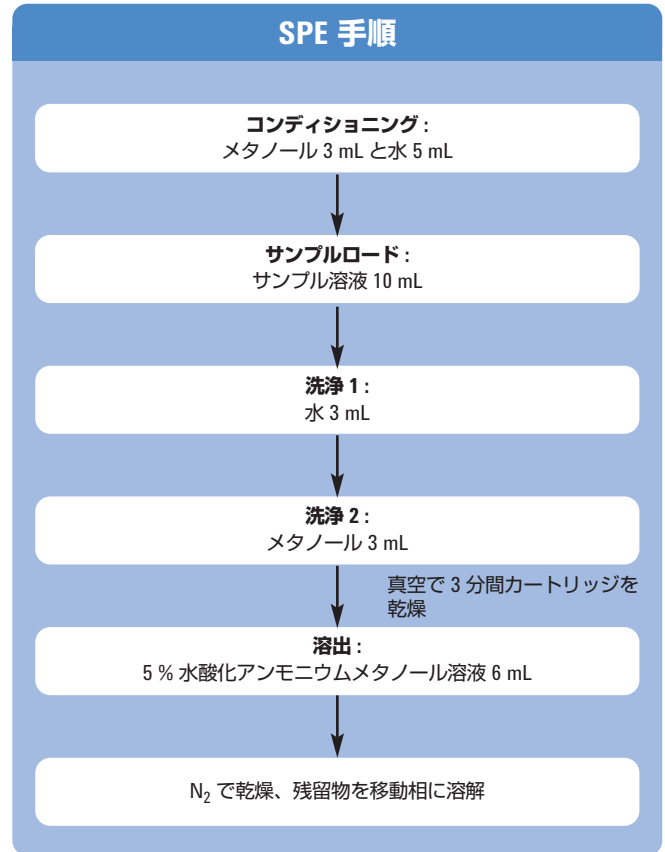 SPE 手順
コンディショニング :
メタノール 3 mL と水 5 mL
サンプルロード :
サンプル溶液 10 mL
洗浄 1 :
水 3 mL
洗浄 2 :
メタノール 3 mL
真空で 3 分間カートリッジを
乾燥
溶出 :
5 % 水酸化アンモニウムメタノール溶液 6 mL
N₂ で乾燥、残留物を移動相に溶解